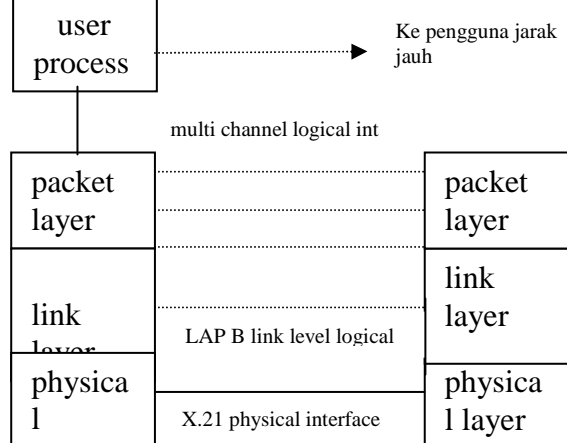 user
process
Ke pengguna jarak
jauh
multi channel logical int
packet
layer
packet
layer
link
layer
link
layer
LAP B link level logical
physica
l
physica
l layer
X.21 physical interface